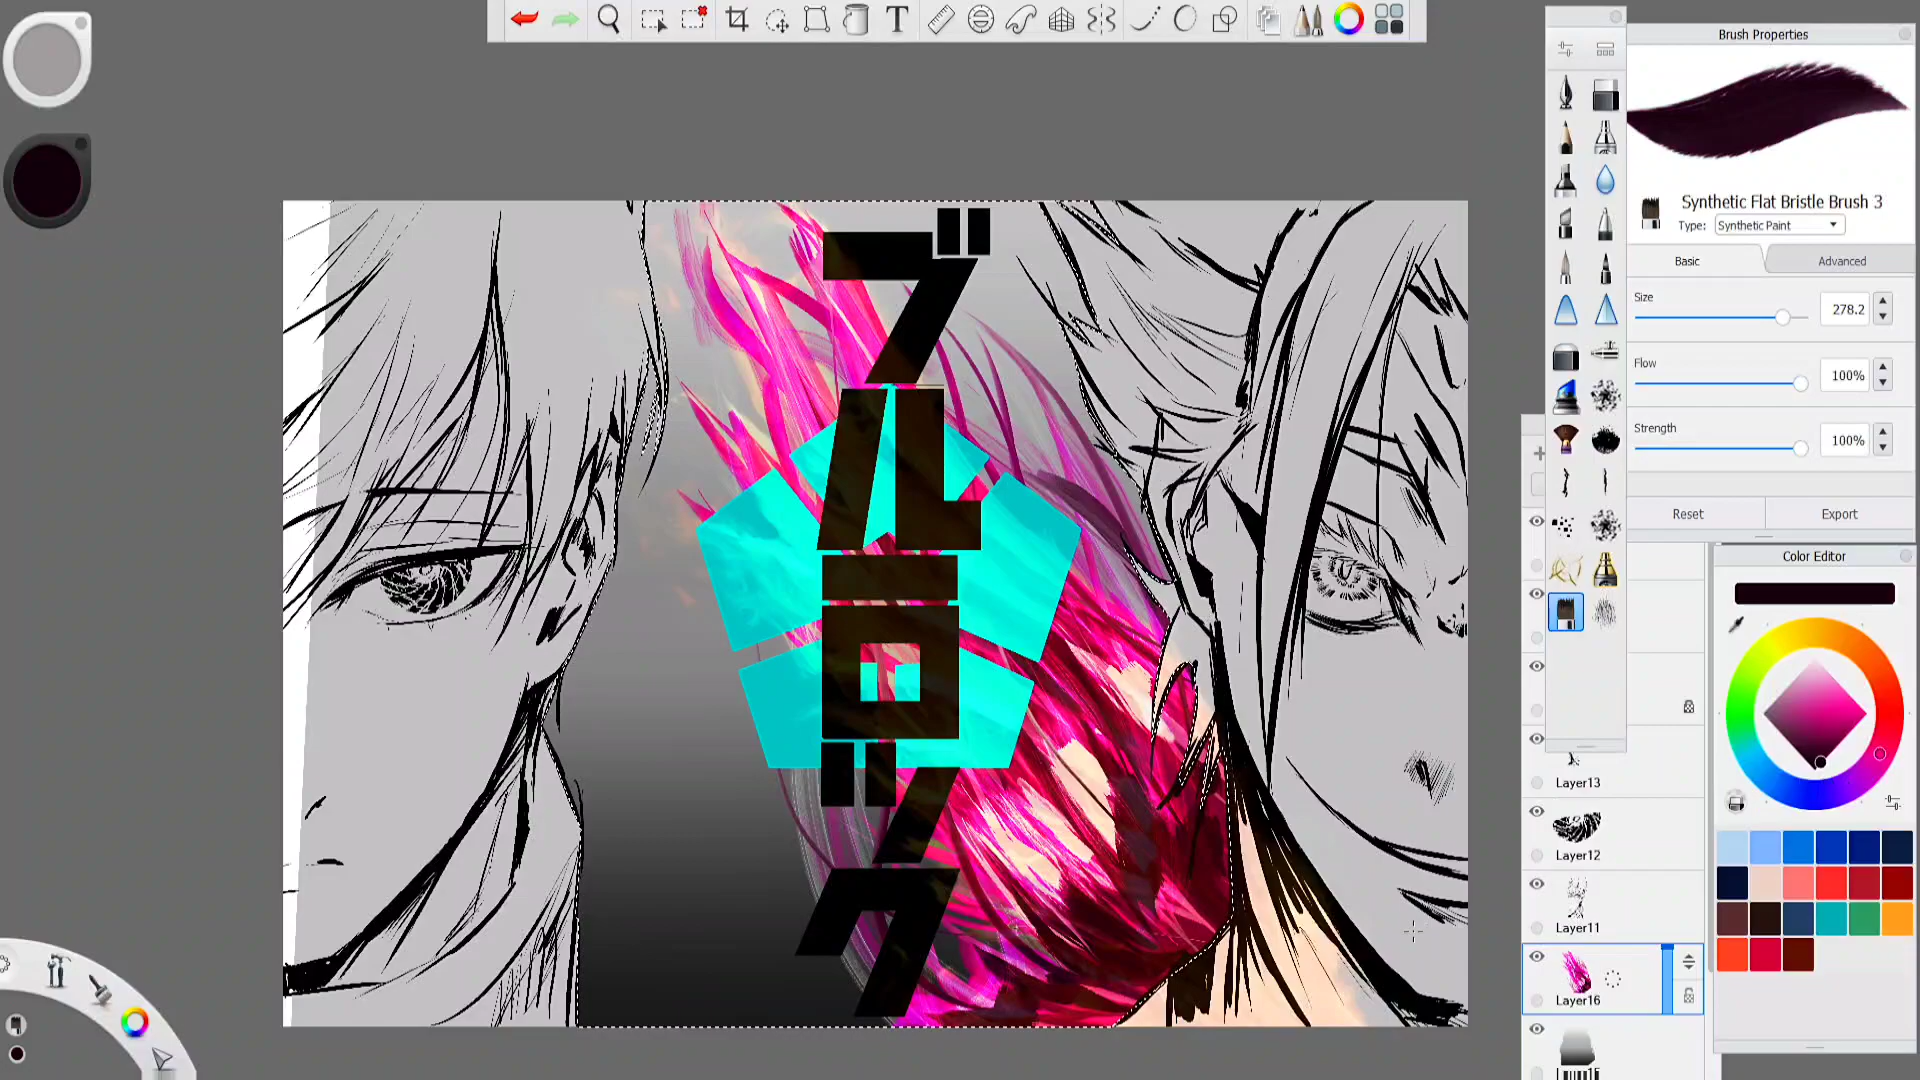 ブルーロック
Brush Properties
Synthetic Flat Bristle Brush 3
Type: Synthetic Paint
Basic
Advanced
Size
278.2
Flow
100%
Strength
100%
Reset
Export
Color Editor
Layer13
Layer12
Layer11
Layer16